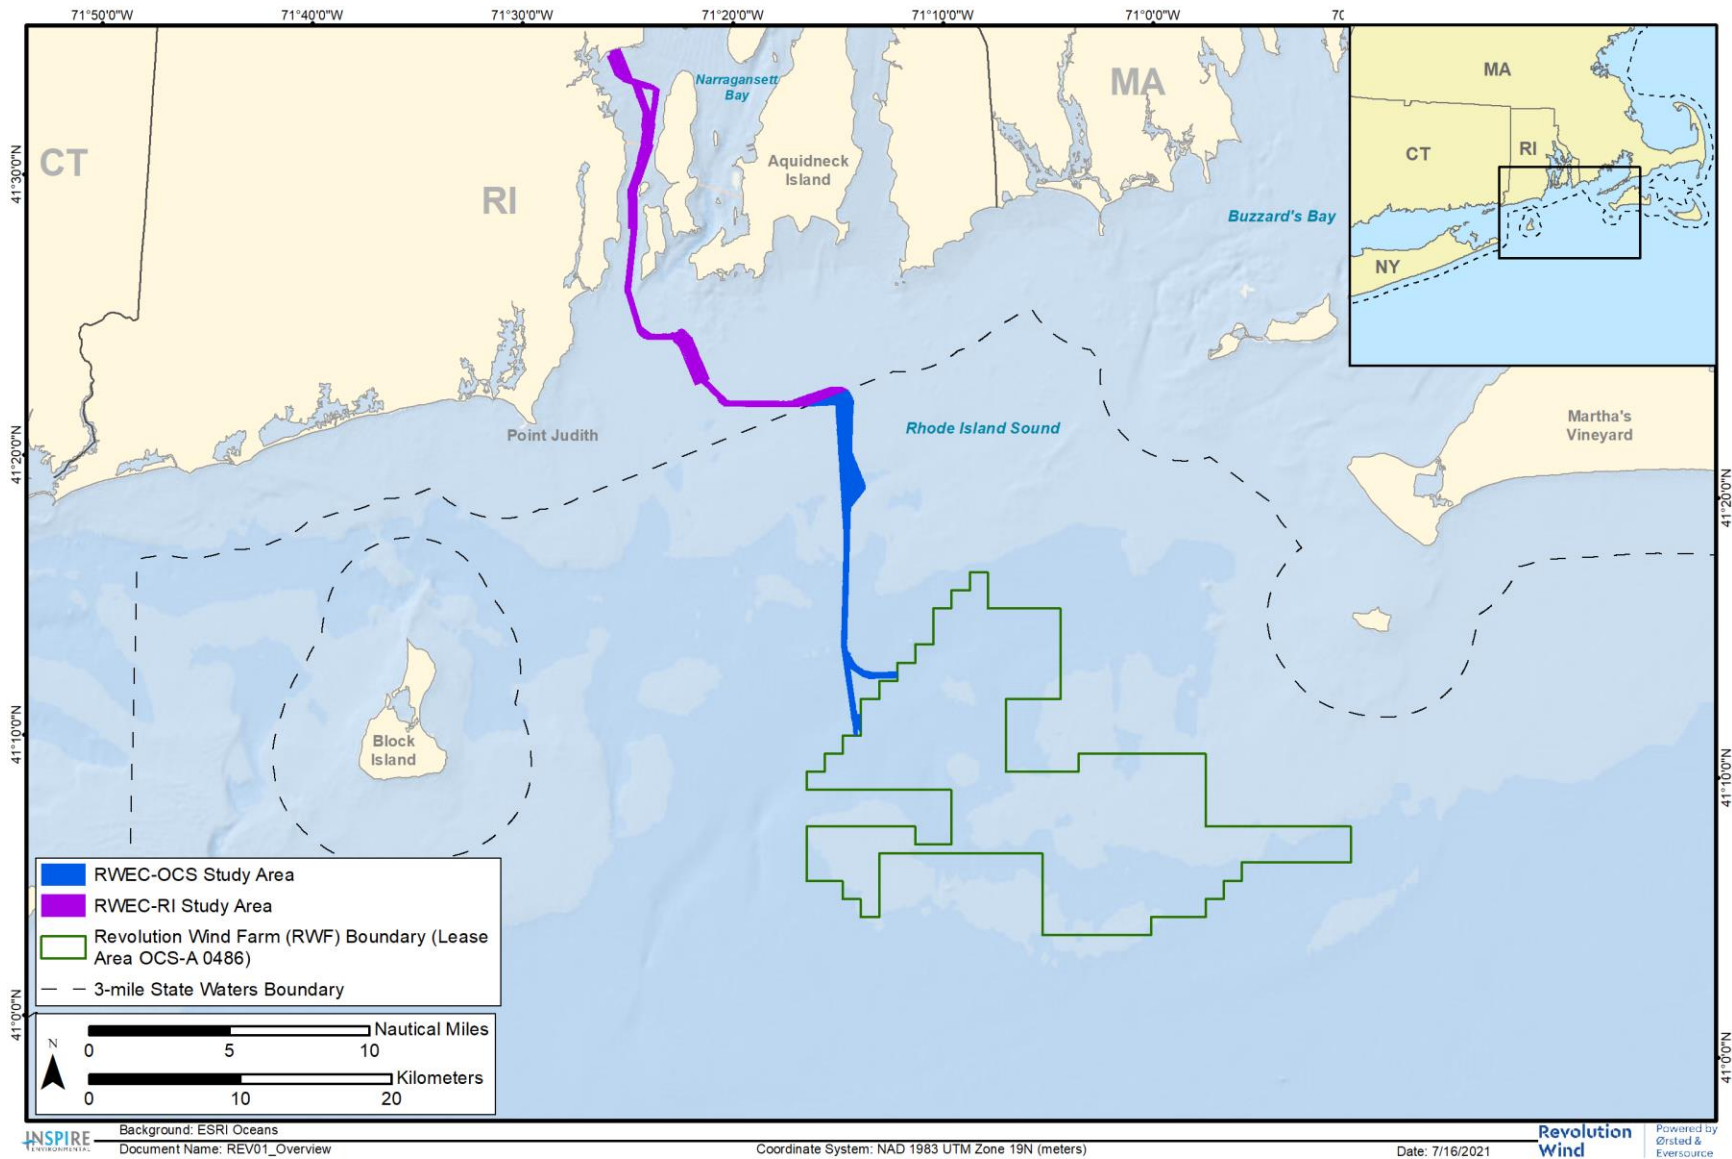 71°50'0"W
71°40'0"W
71°30'0"W
71°20'0"W
71°10'0"W
71°0'0"W
70
MA
CT
RI
NY
Narragansett
Bay
MA
CT
RI
Aquidneck
Island
Buzzard's Bay
41°30'0"N
41°20'0"N
41°10'0"N
41°0'0"N
Point Judith
Rhode Island Sound
Martha's
Vineyard
Block
Island
41°20'0"N
41°10'0"N
41°0'0"N
RWEC-OCS Study Area
RWEC-RI Study Area
Revolution Wind Farm (RWF) Boundary (Lease
Area OCS-A 0486)
3-mile State Waters Boundary
N
Nautical Miles
0 5 10
Kilometers
0 10 20
INSPIRE
ENVIRONMENTAL
Background: ESRI Oceans
Document Name: REV01_Overview
Coordinate System: NAD 1983 UTM Zone 19N (meters)
Date: 7/16/2021
Revolution
Wind
Powered by
Ørsted &
Eversource